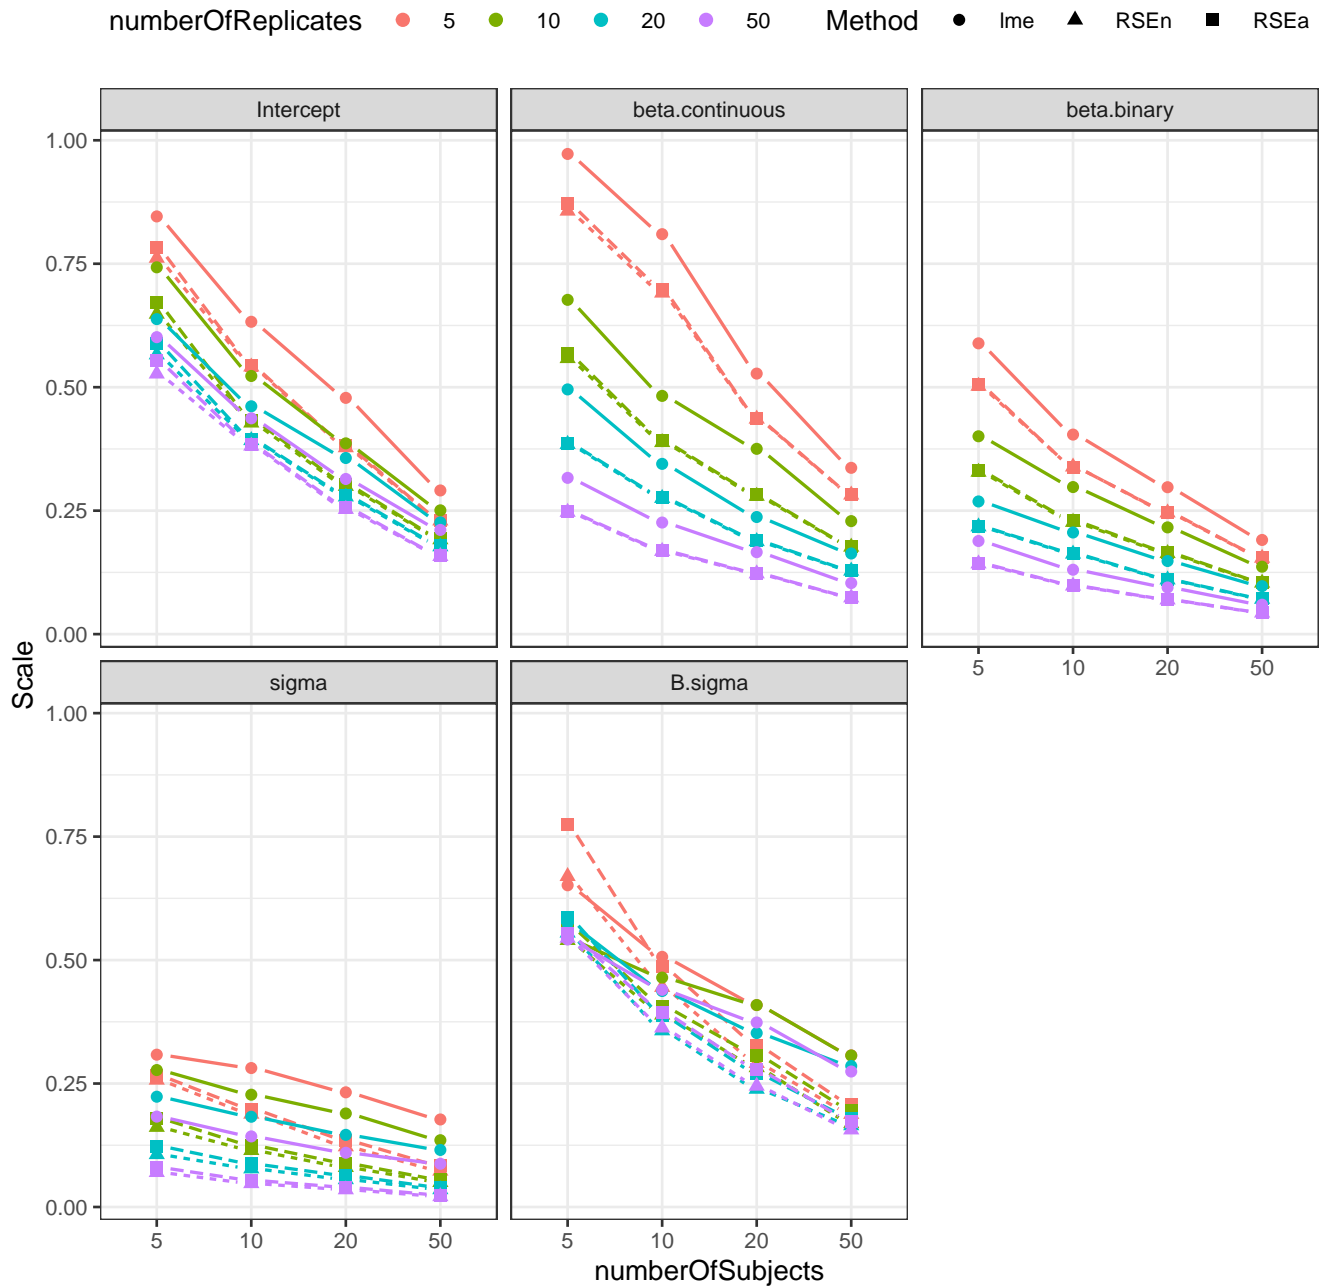 numberOfReplicates 5 10 20 50 Method lme RSEn RSEa
Intercept beta.continuous beta.binary
1.00
0.75
0.50
0.25
0.00
5 10 20 50
Scale
sigma B.sigma
1.00
0.75
0.50
0.25
0.00
5 10 20 50 5 10 20 50
numberOfSubjects